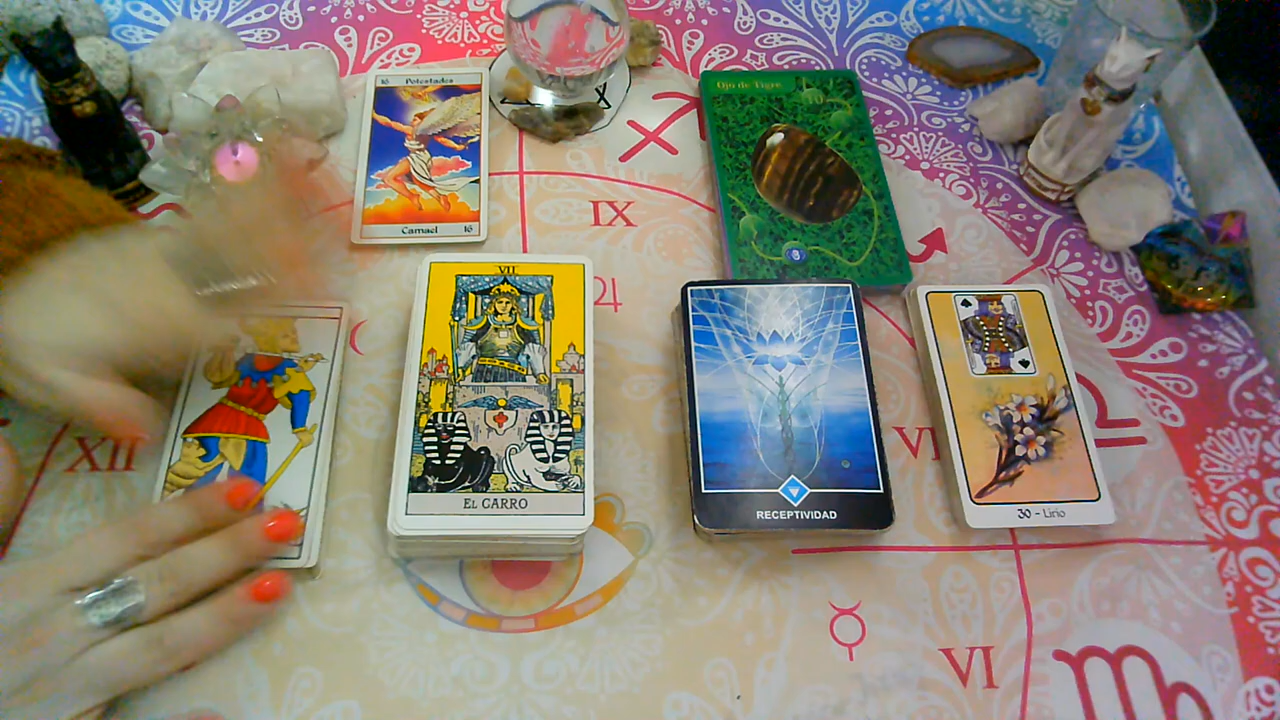 16 Potestades
Camael 16
Ojo de Tigre
X
IX
VII
EL CARRO
RECEPTIVIDAD
30 - Lirio
XII
VI